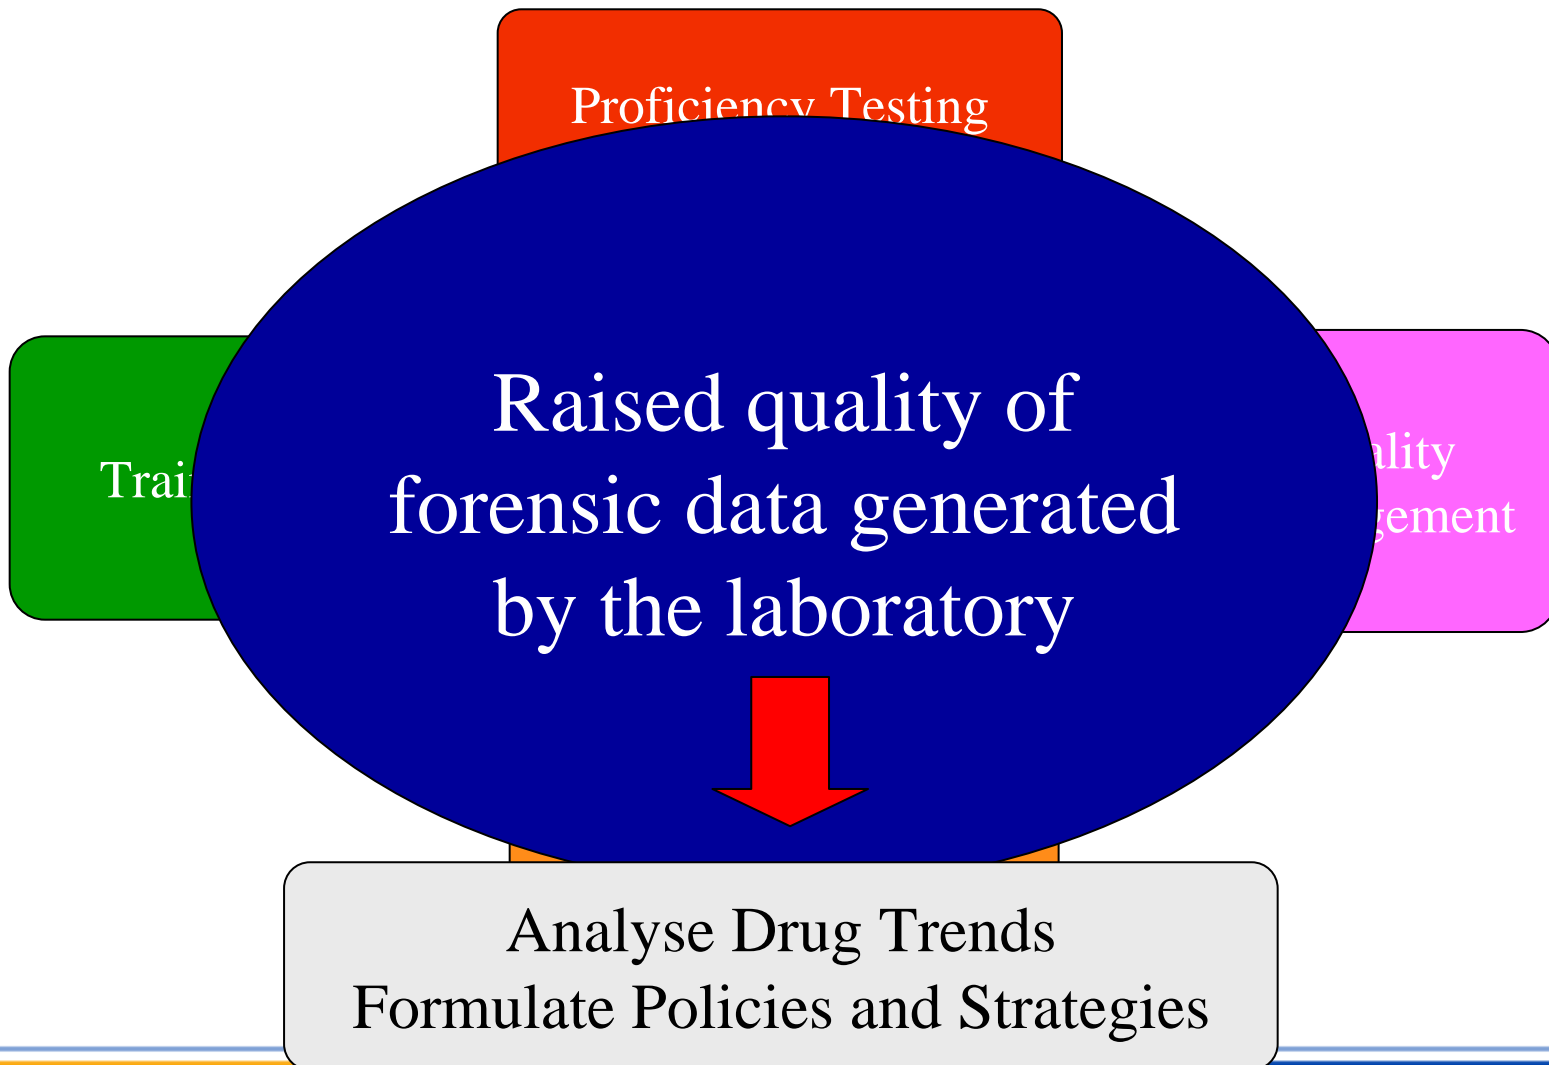 Proficiency Testing
Raised quality of
forensic data generated
by the laboratory
Analyse Drug Trends
Formulate Policies and Strategies